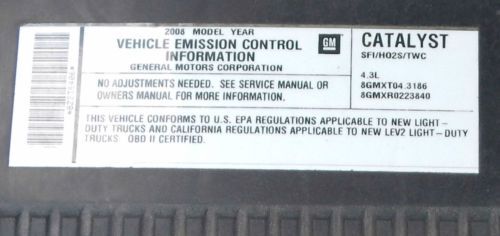 2008 MODEL YEAR
VEHICLE EMISSION CONTROL
INFORMATION
GENERAL MOTORS CORPORATION
GM
CATALYST
SFI/HO2S/TWC
4.3L
8GMXT04.3186
8GMXR0223840
NO ADJUSTMENTS NEEDED. SEE SERVICE MANUAL OR
OWNERS MANUAL FOR MORE INFORMATION.
THIS VEHICLE CONFORMS TO U.S. EPA REGULATIONS APPLICABLE TO NEW LIGHT-
DUTY TRUCKS AND CALIFORNIA REGULATIONS APPLICABLE TO NEW LEV2 LIGHT-DUTY
TRUCKS. OBD II CERTIFIED.